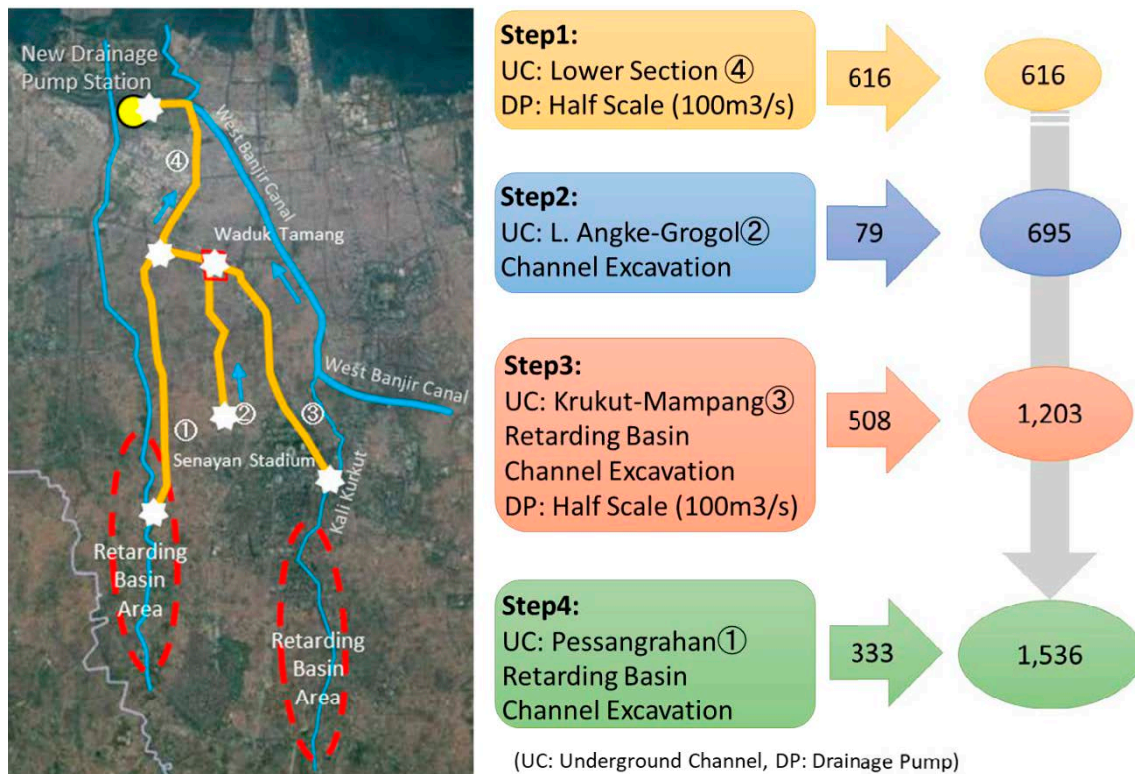 New Drainage
Pump Station
④
West Banjir Canal
Waduk Tamang
West Banjir Canal
①
②
③
Senayan Stadium
Kali Kurkut
Retarding
Basin
Area
Retarding
Basin
Area
Step1:
UC: Lower Section ④
DP: Half Scale (100m3/s)
616
616
Step2:
UC: L. Angke-Grogol②
Channel Excavation
79
695
Step3:
UC: Krukut-Mampang③
Retarding Basin
Channel Excavation
DP: Half Scale (100m3/s)
508
1,203
Step4:
UC: Pessangrahan①
Retarding Basin
Channel Excavation
333
1,536
(UC: Underground Channel, DP: Drainage Pump)